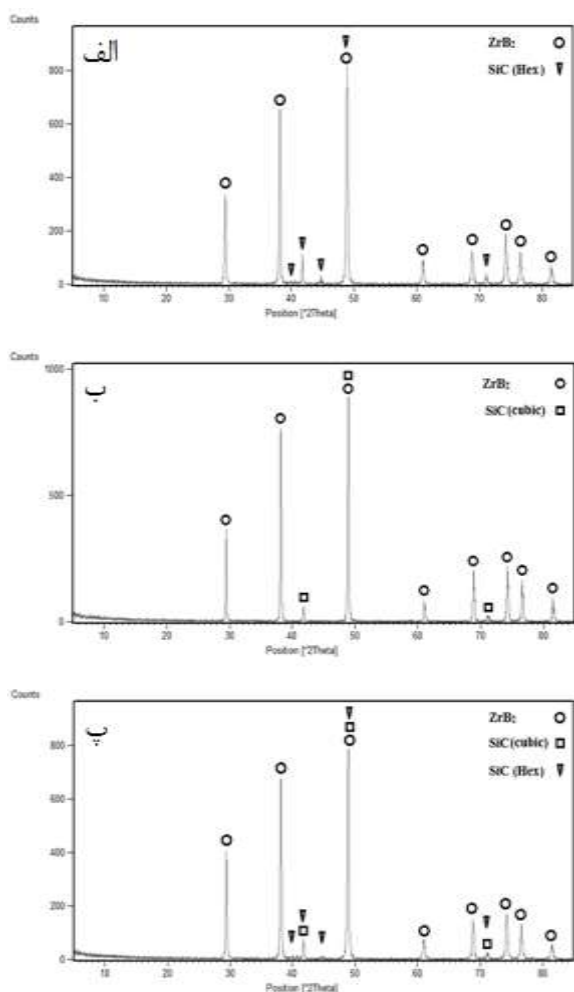 Counts
الف
ZrB₂
SiC (Hex)
800
600
400
200
0
10 20 30 40 50 60 70 80
Position [°2Theta]
Counts
ب
ZrB₂
SiC(cubic)
1000
500
0
10 20 30 40 50 60 70 80
Position [°2Theta]
Counts
پ
ZrB₂
SiC(cubic)
SiC (Hex)
800
600
400
200
0
10 20 30 40 50 60 70 80
Position [°2Theta]